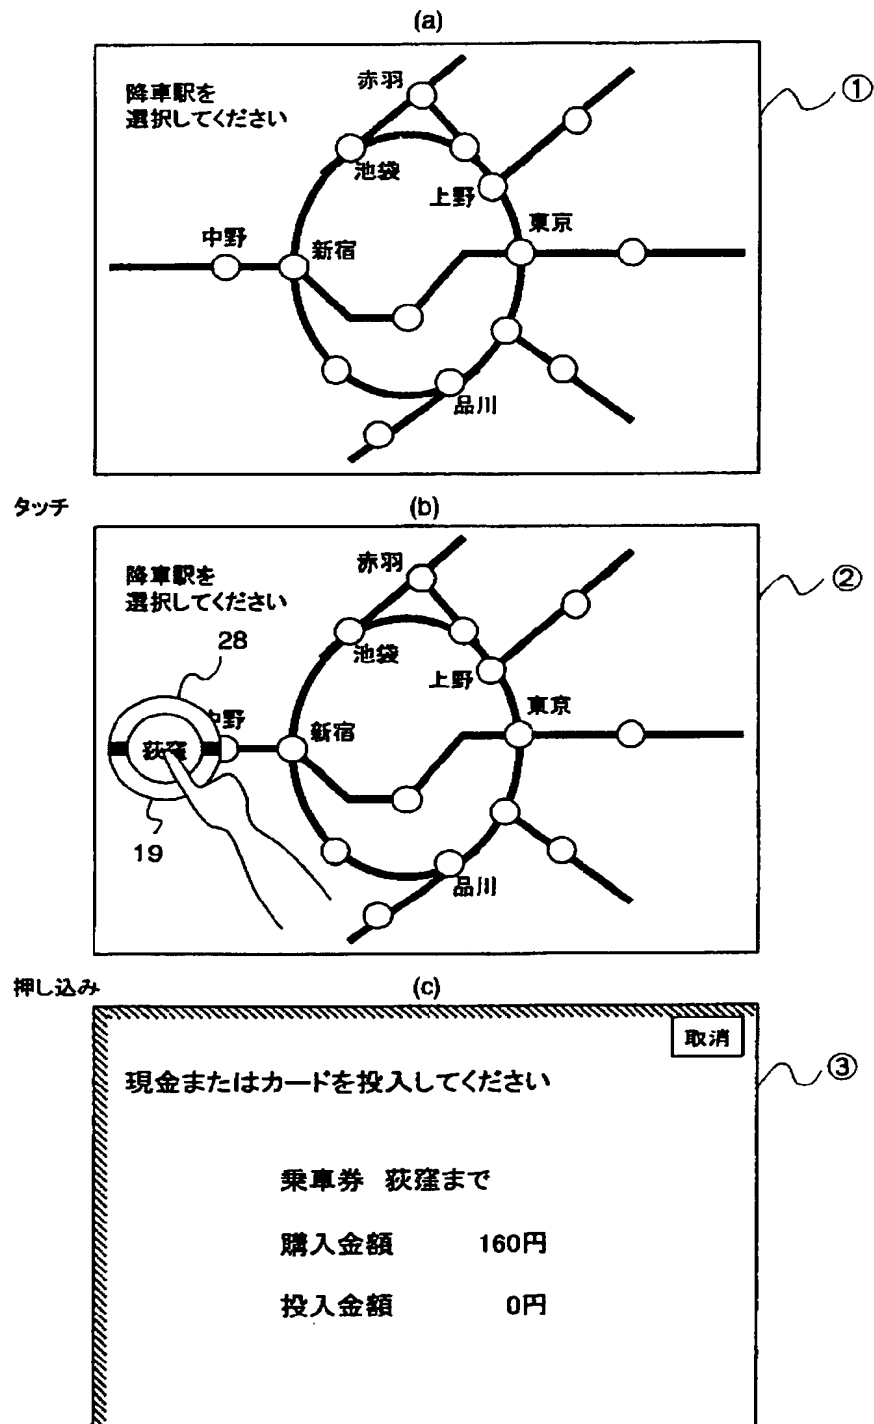 (a)
降車駅を
選択してください
赤羽
池袋
上野
東京
中野
新宿
品川
①
タッチ
(b)
降車駅を
選択してください
赤羽
池袋
上野
東京
28
中野
新宿
荻窪
19
品川
②
押し込み
(c)
取消
現金またはカードを投入してください
③
乗車券 荻窪まで
購入金額 160円
投入金額 0円